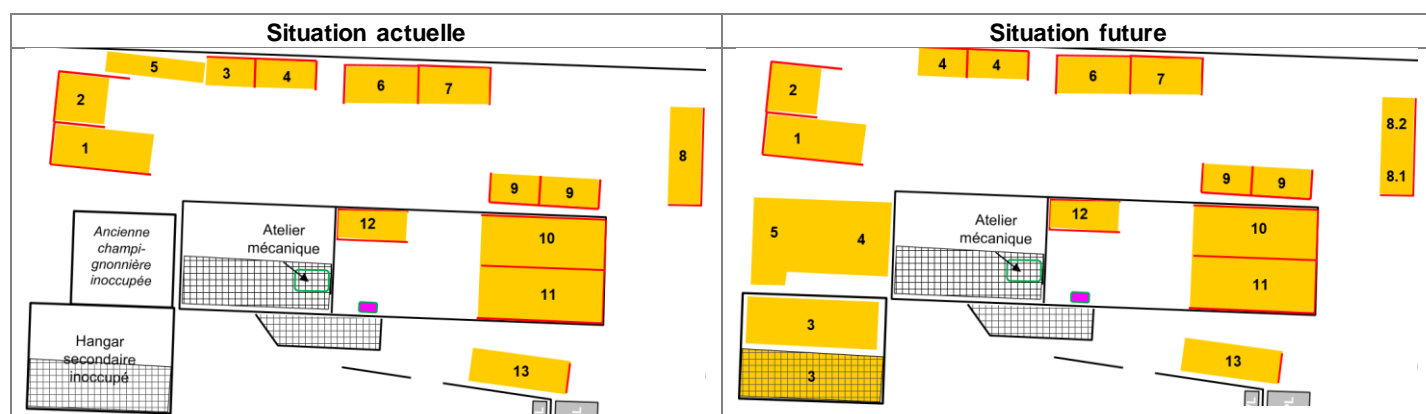 Situation actuelle
5
3
4
6
7
2
1
8
9
9
12
10
11
Atelier
mécanique
Ancienne
champi-
gnonnière
inoccupée
Hangar
secondaire
inoccupé
13
Situation future
4
4
6
7
2
1
8.2
8.1
9
9
12
10
11
Atelier
mécanique
5
4
3
3
13